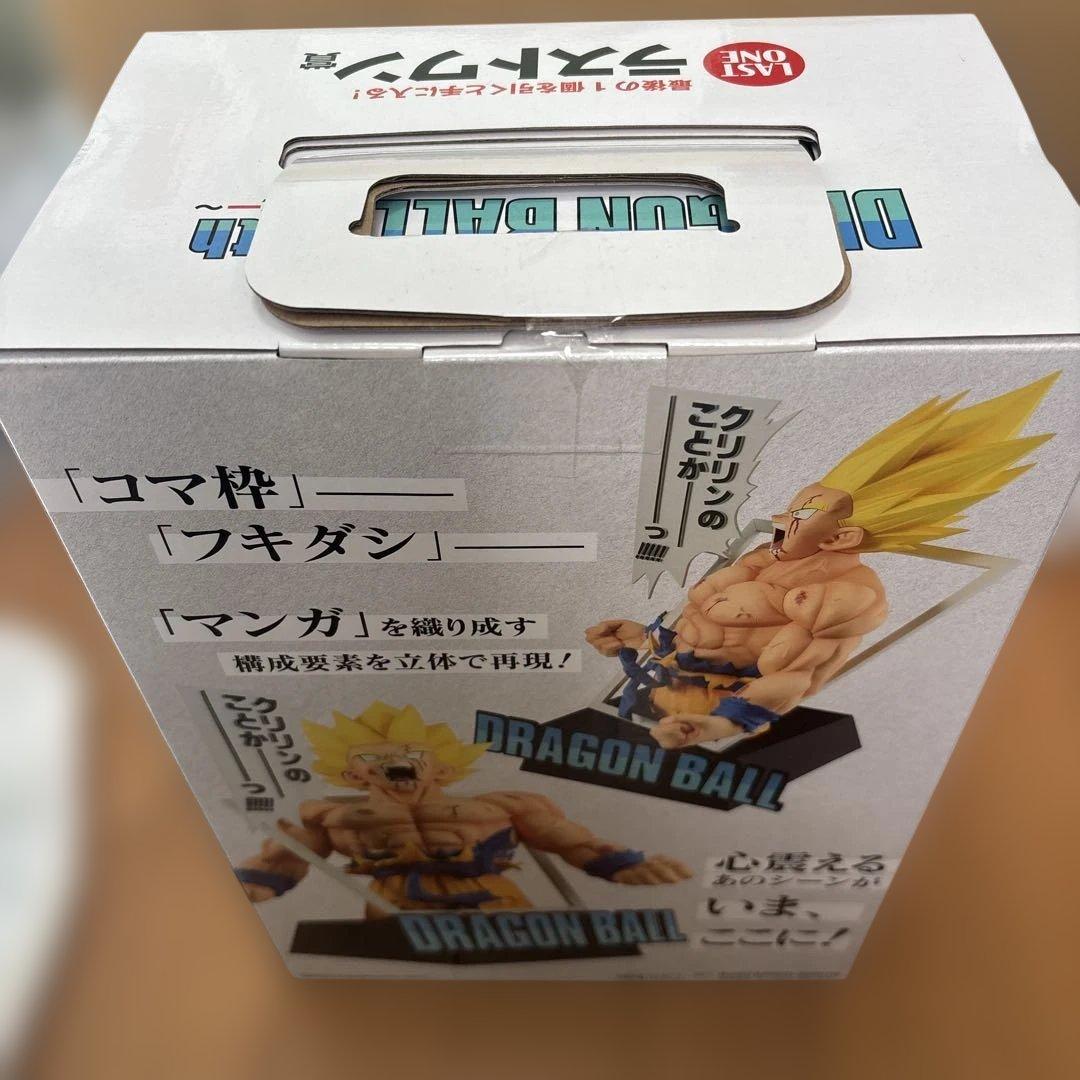 LAST ONE
ラストワン賞
最後の1個を引くと手に入る!
DRAGON BALL
th
~
「コマ枠」――
「フキダシ」――
「マンガ」を織り成す
構成要素を立体で再現!
クリリンの
ことか――っ!!!!!
DRAGON BALL
クリリンの
ことか――っ!!!!!
DRAGON BALL
心震える
あのシーンが
いま、
ここに!